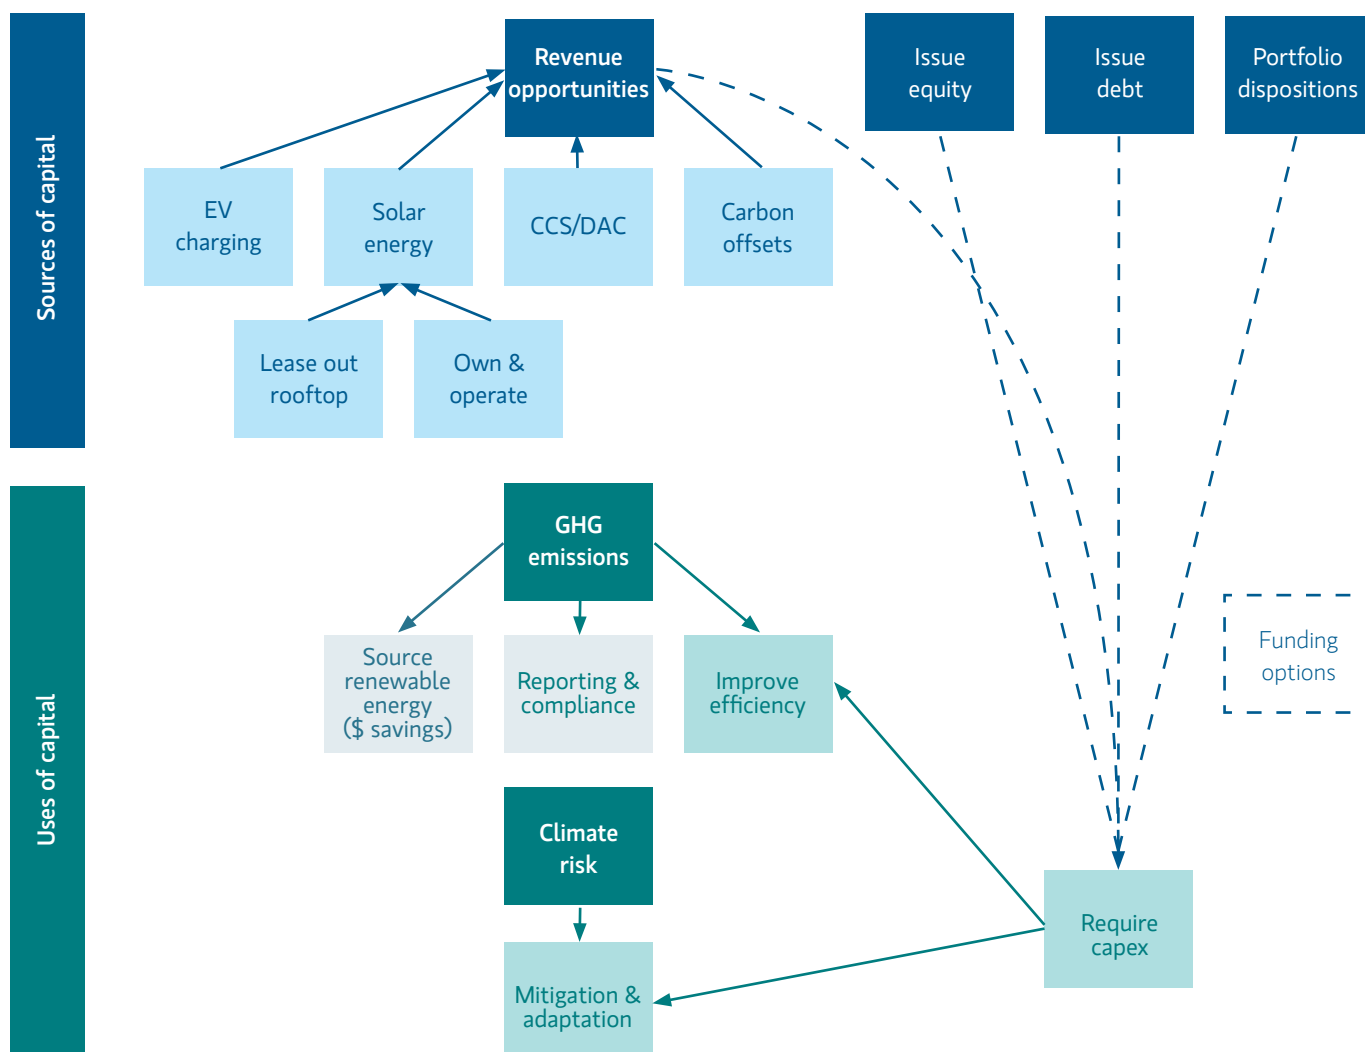 Sources of capital
Revenue
opportunities
Issue
equity
Issue
debt
Portfolio
dispositions
EV
charging
Solar
energy
CCS/DAC
Carbon
offsets
Lease out
rooftop
Own &
operate
Uses of capital
GHG
emissions
Source
renewable
energy
($ savings)
Reporting &
compliance
Improve
efficiency
Funding
options
Climate
risk
Require
capex
Mitigation &
adaptation